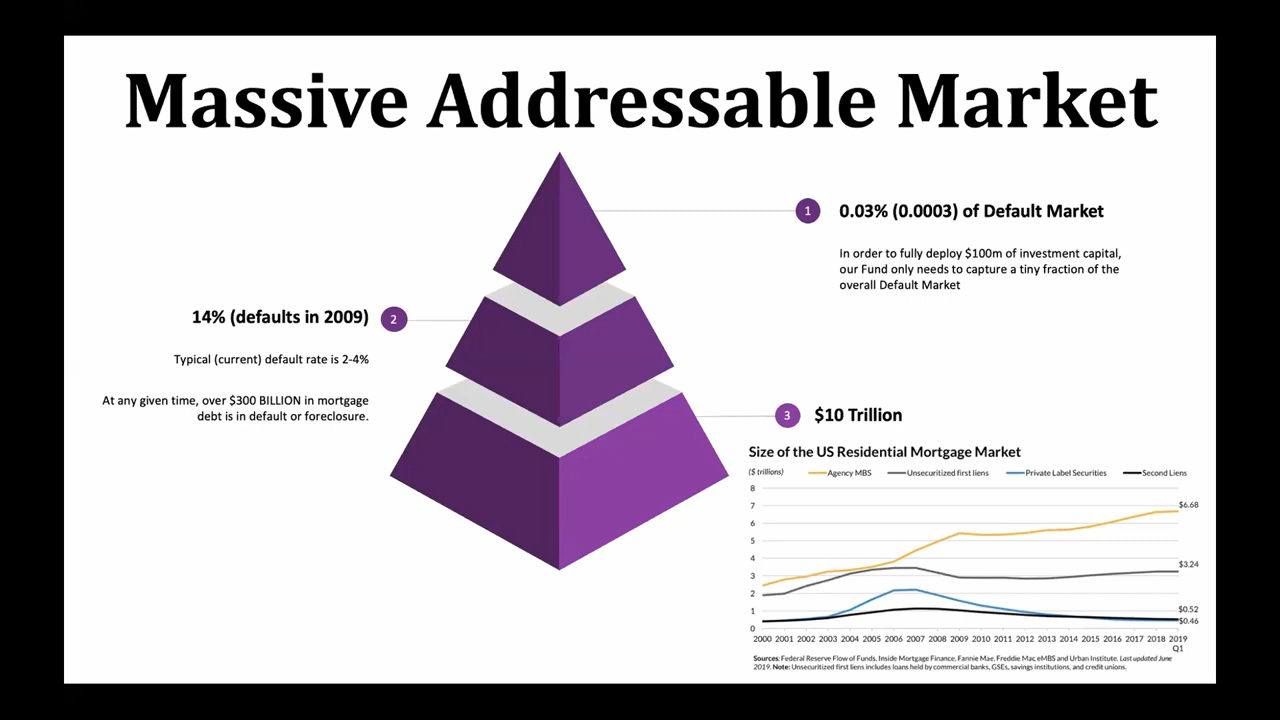 Massive Addressable Market
1
0.03% (0.0003) of Default Market
In order to fully deploy $100m of investment capital,
our Fund only needs to capture a tiny fraction of the
overall Default Market
14% (defaults in 2009)
2
Typical (current) default rate is 2-4%
At any given time, over $300 BILLION in mortgage
debt is in default or foreclosure.
3
$10 Trillion
Size of the US Residential Mortgage Market
($ trillions)
Agency MBS
Unsecuritized first liens
Private Label Securities
Second Liens
8
7
6
5
4
3
2
1
0
$6.68
$3.24
$0.52
$0.46
2000 2001 2002 2003 2004 2005 2006 2007 2008 2009 2010 2011 2012 2013 2014 2015 2016 2017 2018 2019
Q1
Sources: Federal Reserve Flow of Funds, Inside Mortgage Finance, Fannie Mae, Freddie Mac, eMBS and Urban Institute. Last updated June
2019. Note: Unsecuritized first liens includes loans held by commercial banks, GSEs, savings institutions, and credit unions.